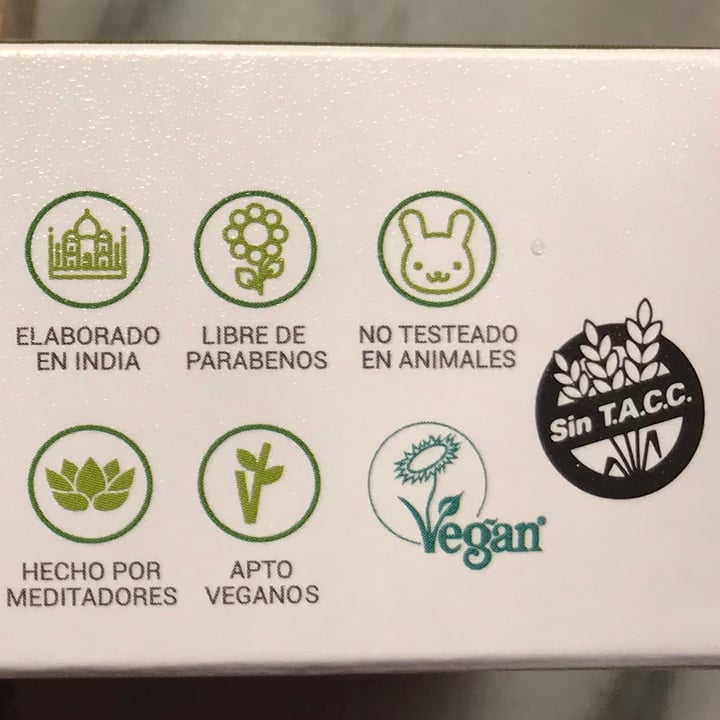 ELABORADO
EN INDIA
LIBRE DE
PARABENOS
NO TESTEADO
EN ANIMALES
Sin T.A.C.C.
HECHO POR
MEDITADORES
APTO
VEGANOS
Vegan